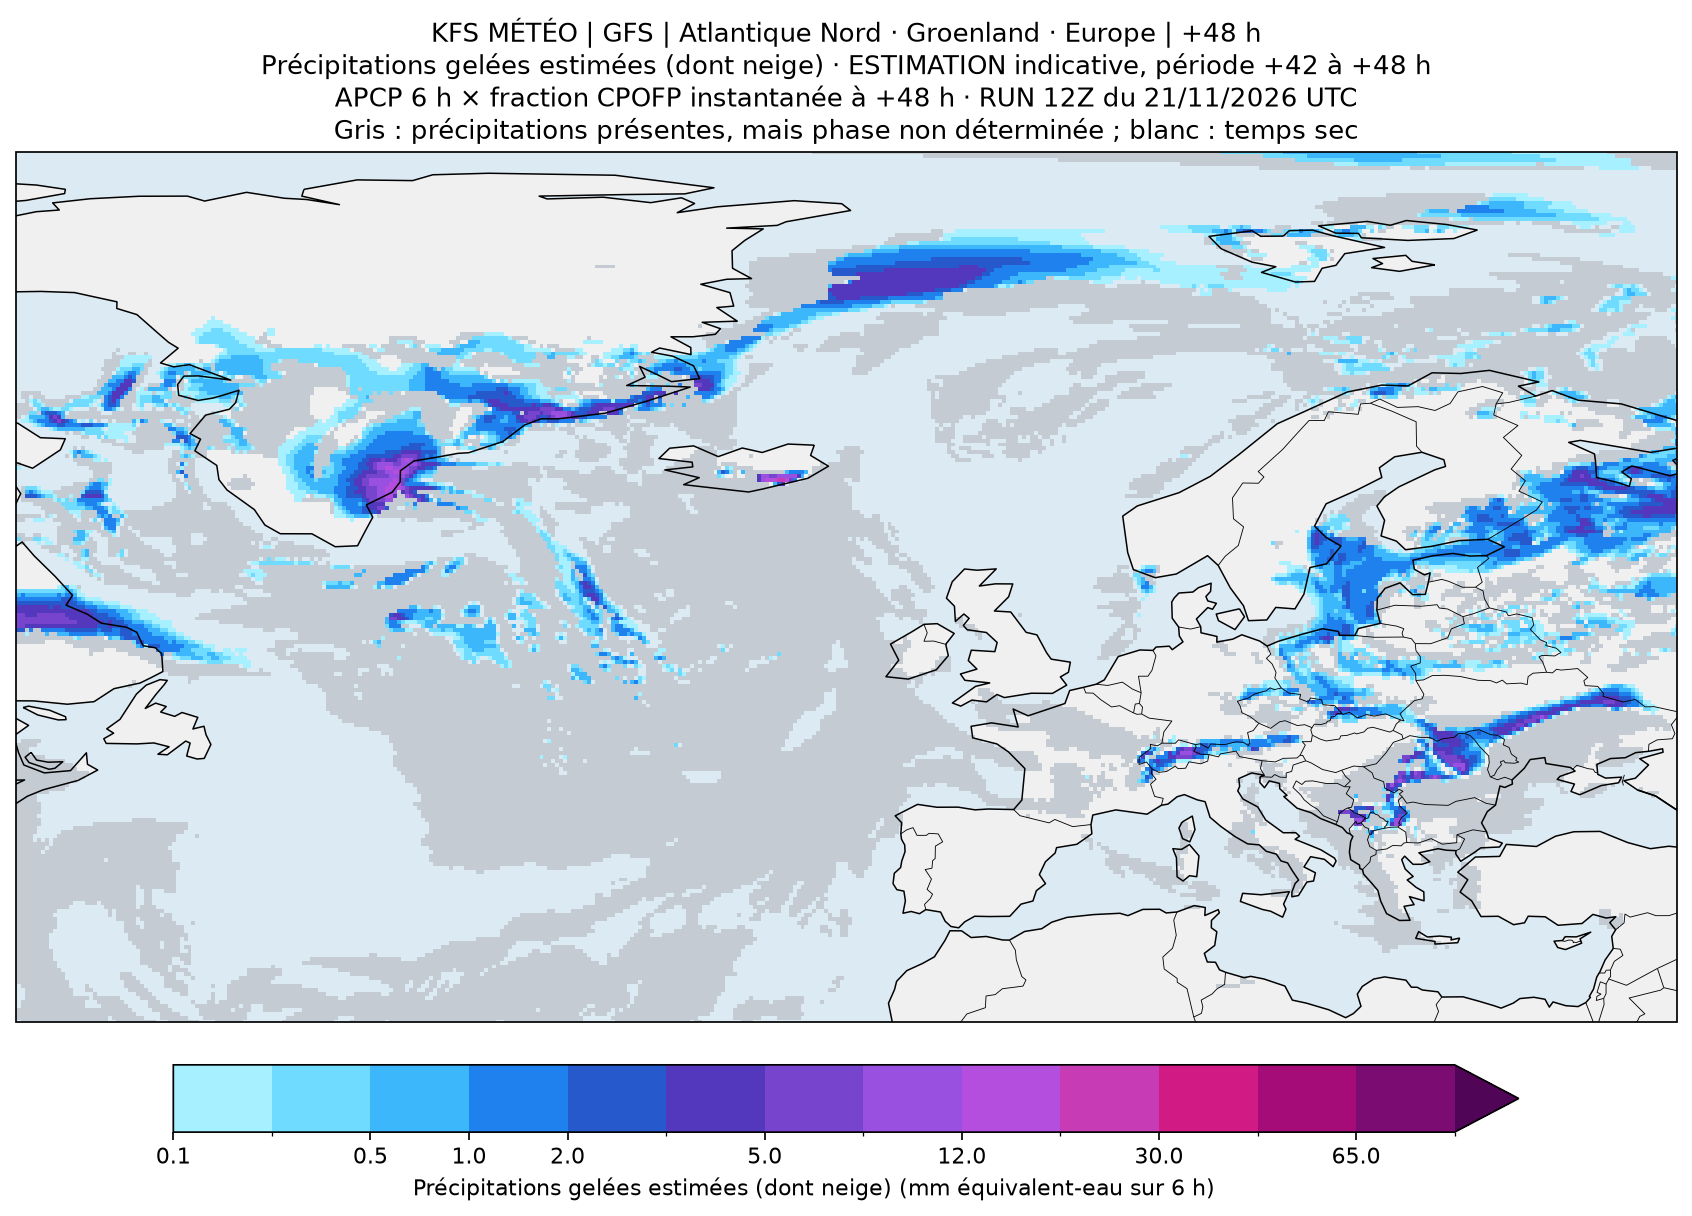 KFS MÉTÉO | GFS | Atlantique Nord · Groenland · Europe | +48 h
Précipitations gelées estimées (dont neige) · ESTIMATION indicative, période +42 à +48 h
APCP 6 h × fraction CPOFP instantanée à +48 h · RUN 12Z du 21/11/2026 UTC
Gris : précipitations présentes, mais phase non déterminée ; blanc : temps sec
0.1 0.5 1.0 2.0 5.0 12.0 30.0 65.0
Précipitations gelées estimées (dont neige) (mm équivalent-eau sur 6 h)